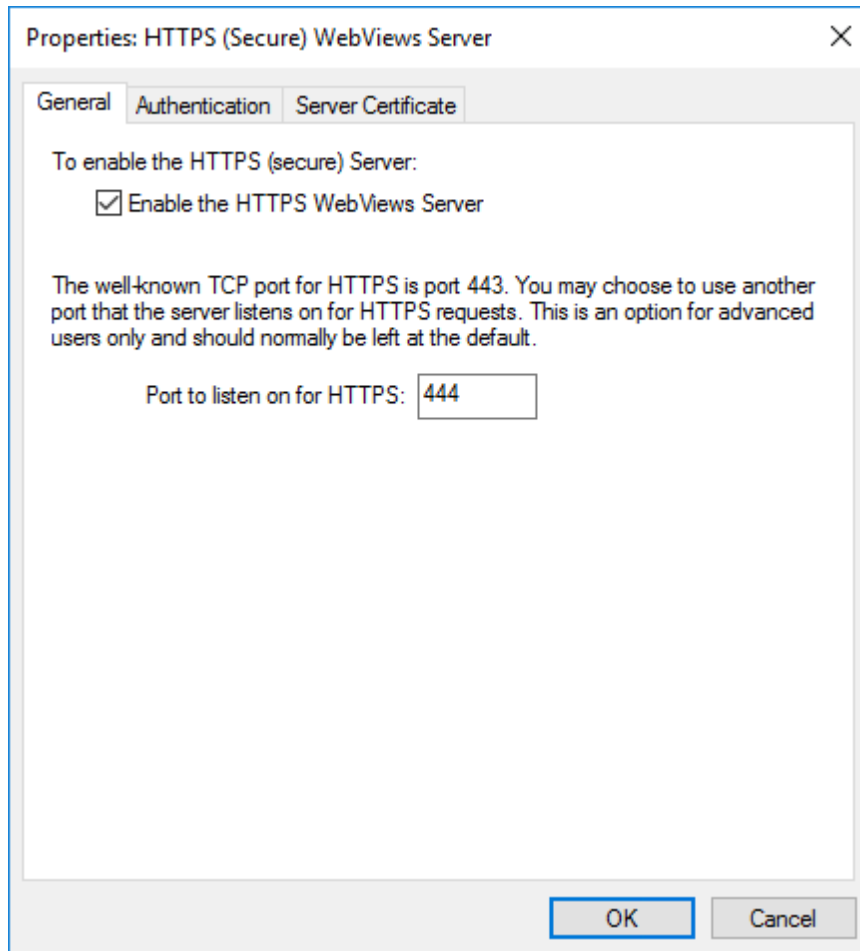 Properties: HTTPS (Secure) WebViews Server
General Authentication Server Certificate
To enable the HTTPS (secure) Server:
Enable the HTTPS WebViews Server
The well-known TCP port for HTTPS is port 443. You may choose to use another
port that the server listens on for HTTPS requests. This is an option for advanced
users only and should normally be left at the default.
Port to listen on for HTTPS: 444
OK Cancel